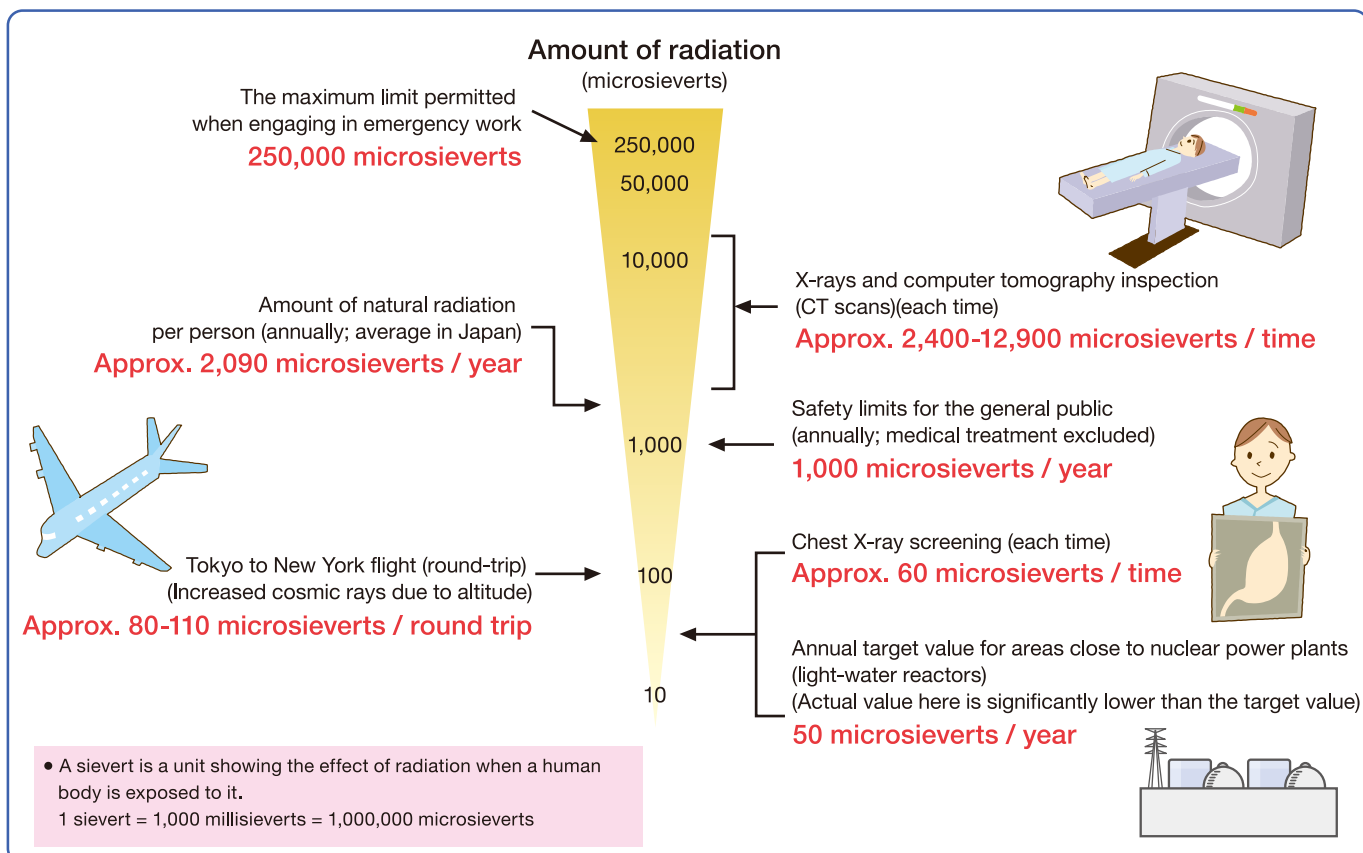 Amount of radiation
(microsieverts)
The maximum limit permitted
when engaging in emergency work
250,000 microsieverts
250,000
50,000
10,000
1,000
100
10
X-rays and computer tomography inspection
(CT scans)(each time)
Approx. 2,400-12,900 microsieverts / time
Amount of natural radiation
per person (annually; average in Japan)
Approx. 2,090 microsieverts / year
Safety limits for the general public
(annually; medical treatment excluded)
1,000 microsieverts / year
Tokyo to New York flight (round-trip)
(Increased cosmic rays due to altitude)
Approx. 80-110 microsieverts / round trip
Chest X-ray screening (each time)
Approx. 60 microsieverts / time
Annual target value for areas close to nuclear power plants
(light-water reactors)
(Actual value here is significantly lower than the target value)
50 microsieverts / year
• A sievert is a unit showing the effect of radiation when a human
body is exposed to it.
1 sievert = 1,000 millisieverts = 1,000,000 microsieverts